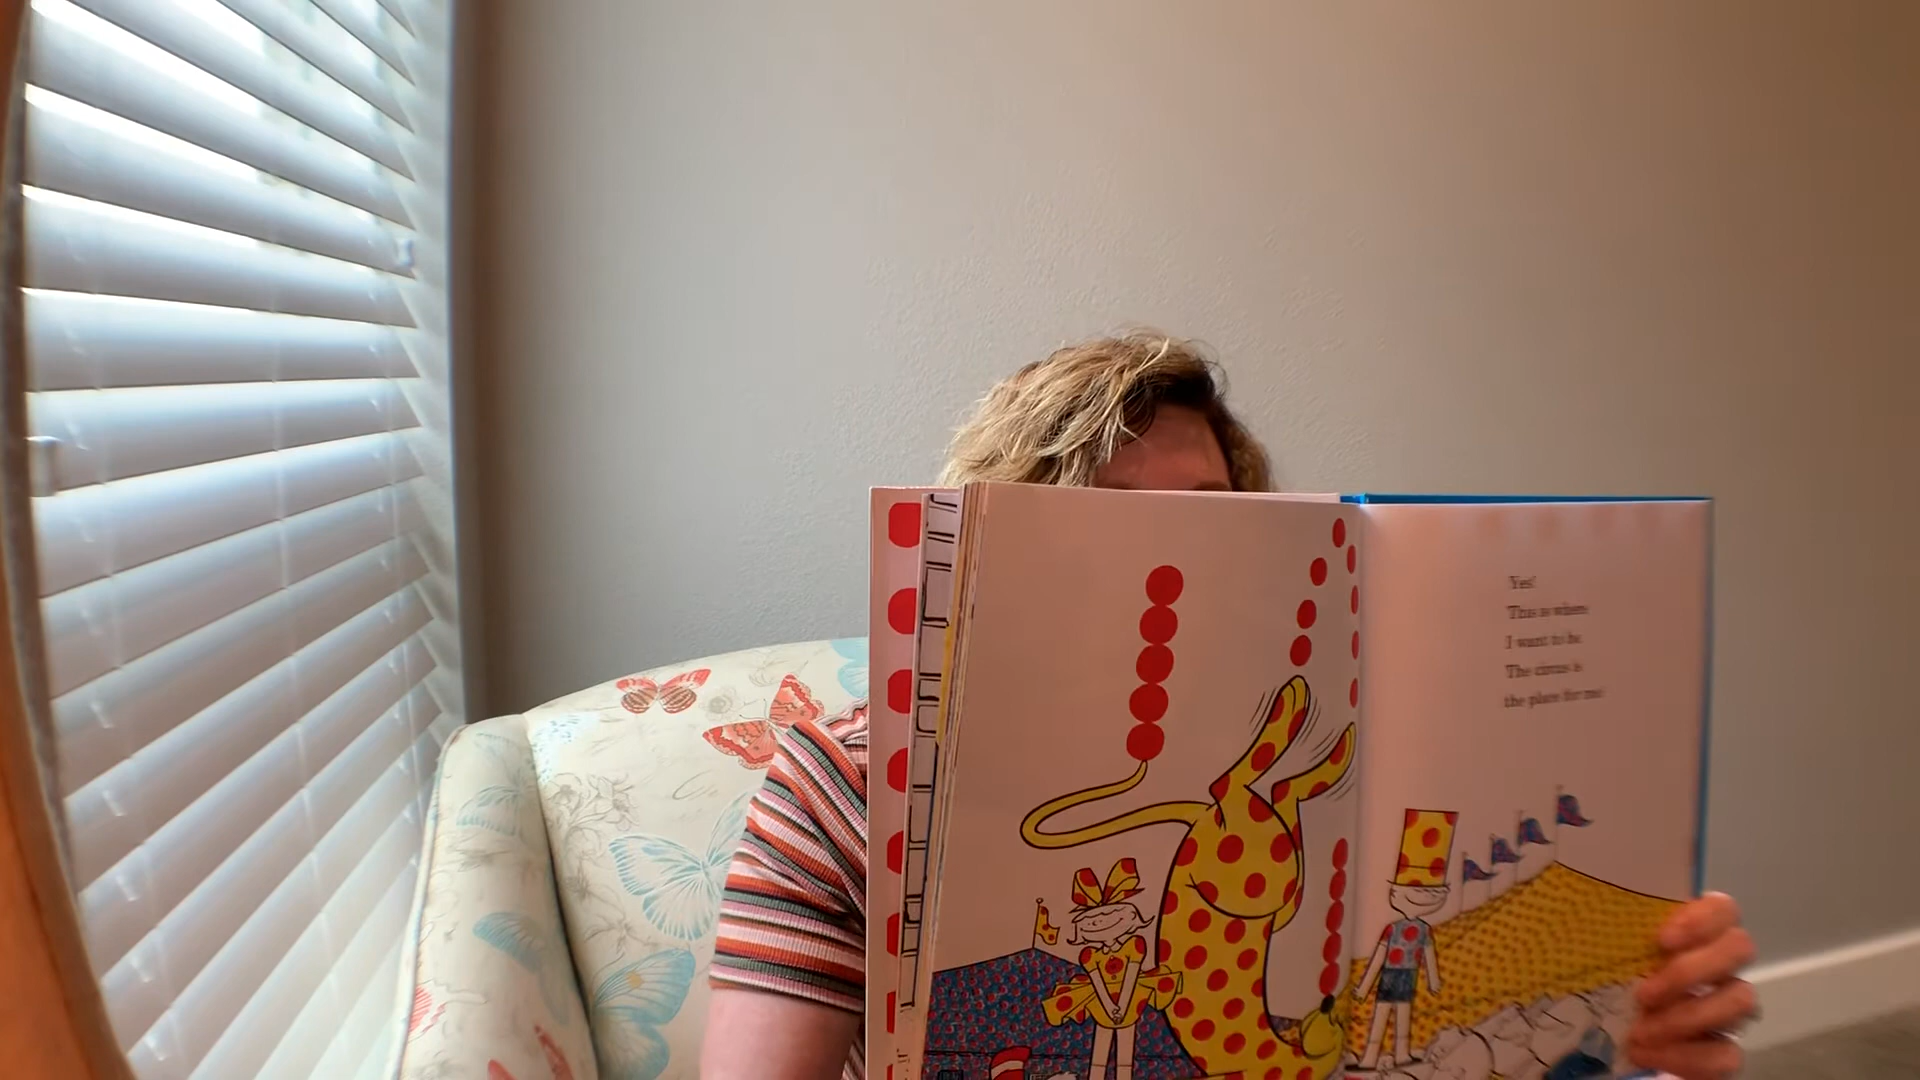 Yes!
This is where
I want to be.
The circus is
the place for me!